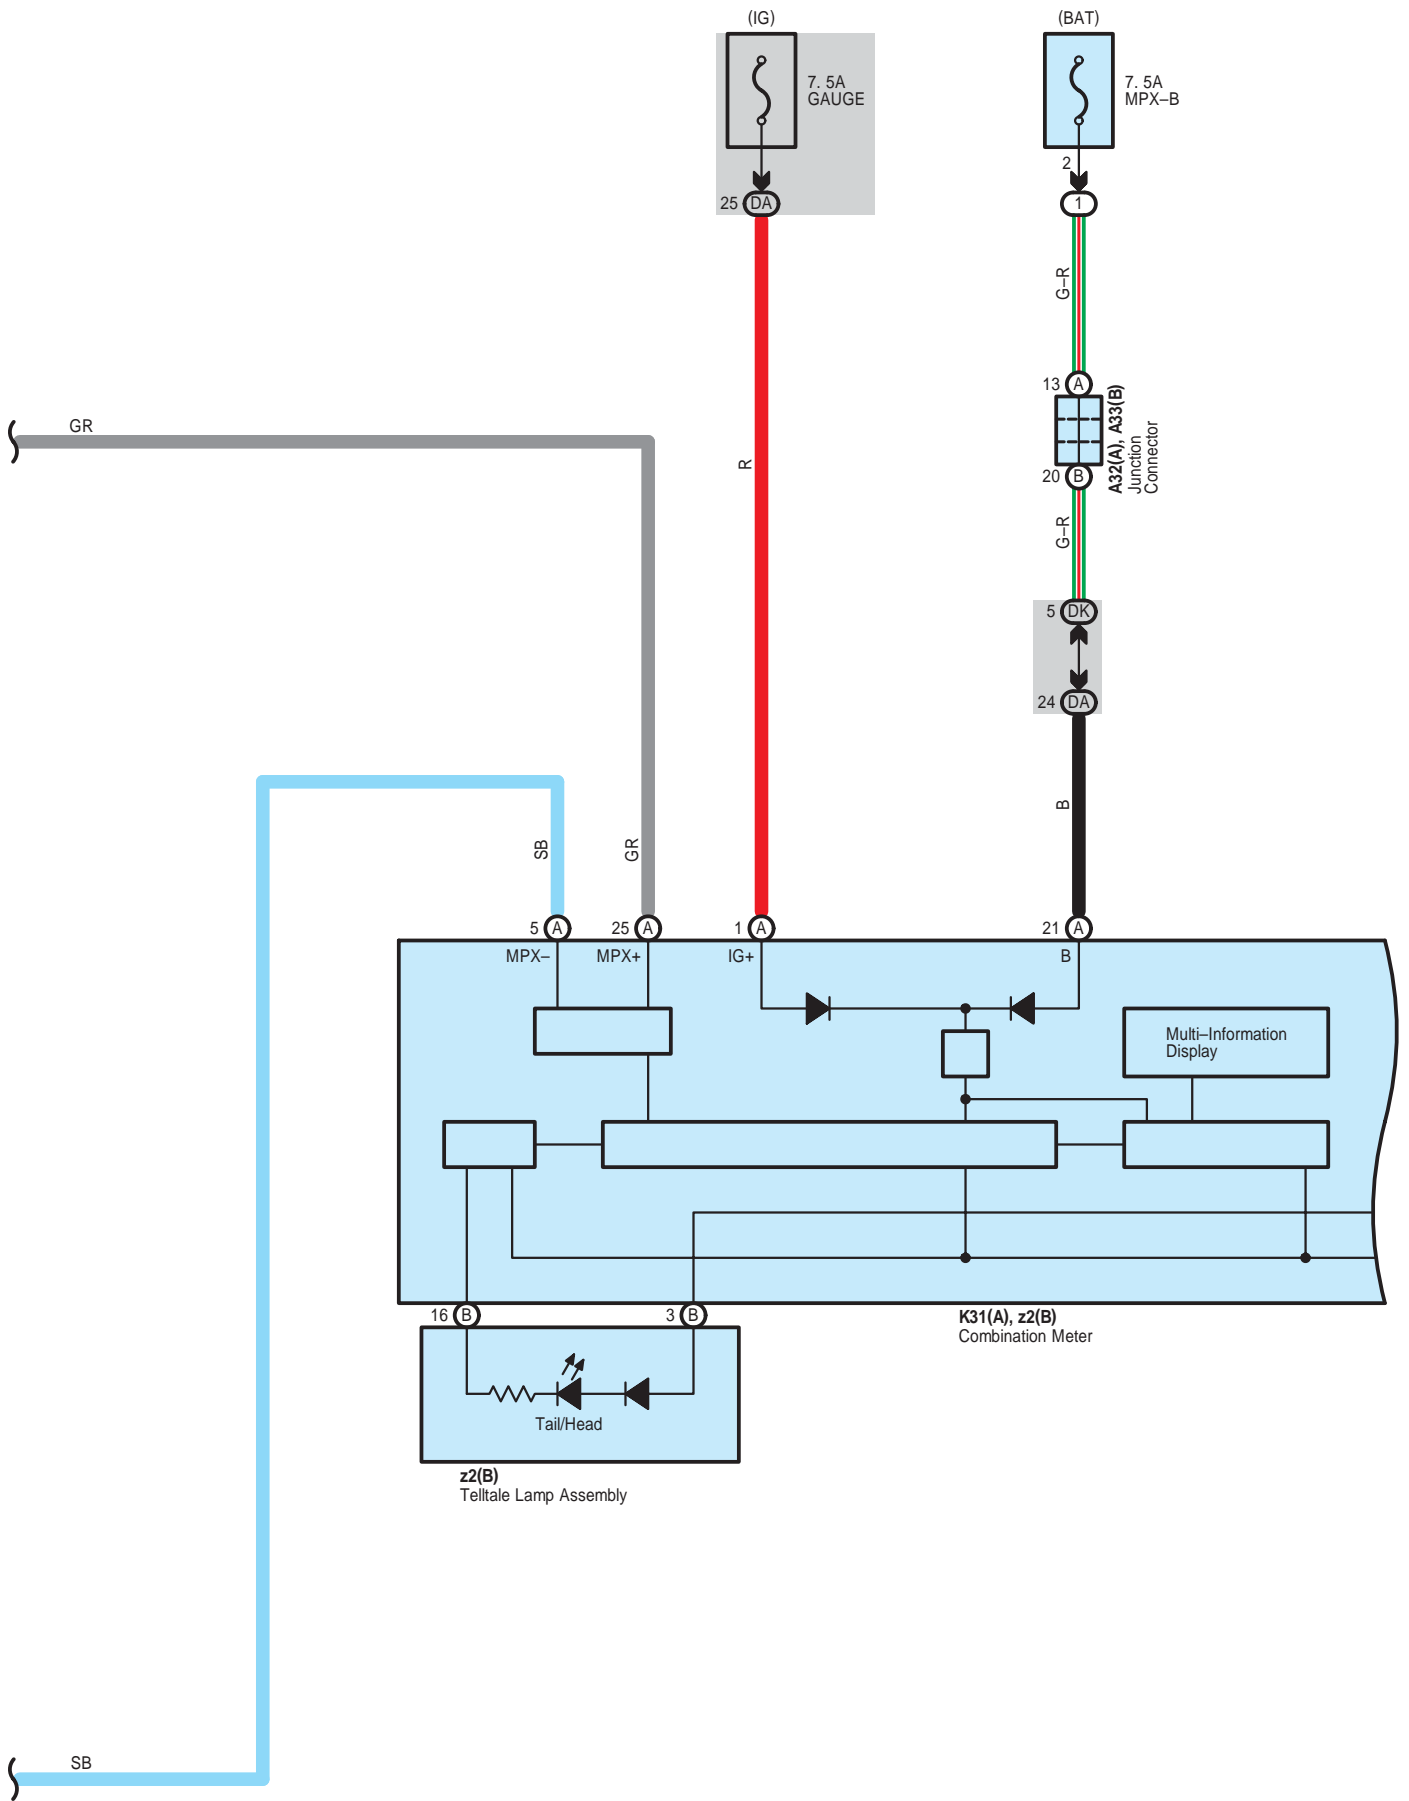 (IG)
(BAT)
7. 5A
GAUGE
7. 5A
MPX–B
2
25 DA
1
G–R
13 A
A32(A), A33(B)
Junction
Connector
GR
R
20 B
G–R
5 DK
24 DA
B
SB
GR
5 A
25 A
1 A
21 A
MPX–
MPX+
IG+
B
Multi–Information
Display
16 B
3 B
K31(A), z2(B)
Combination Meter
Tail/Head
z2(B)
Telltale Lamp Assembly
SB